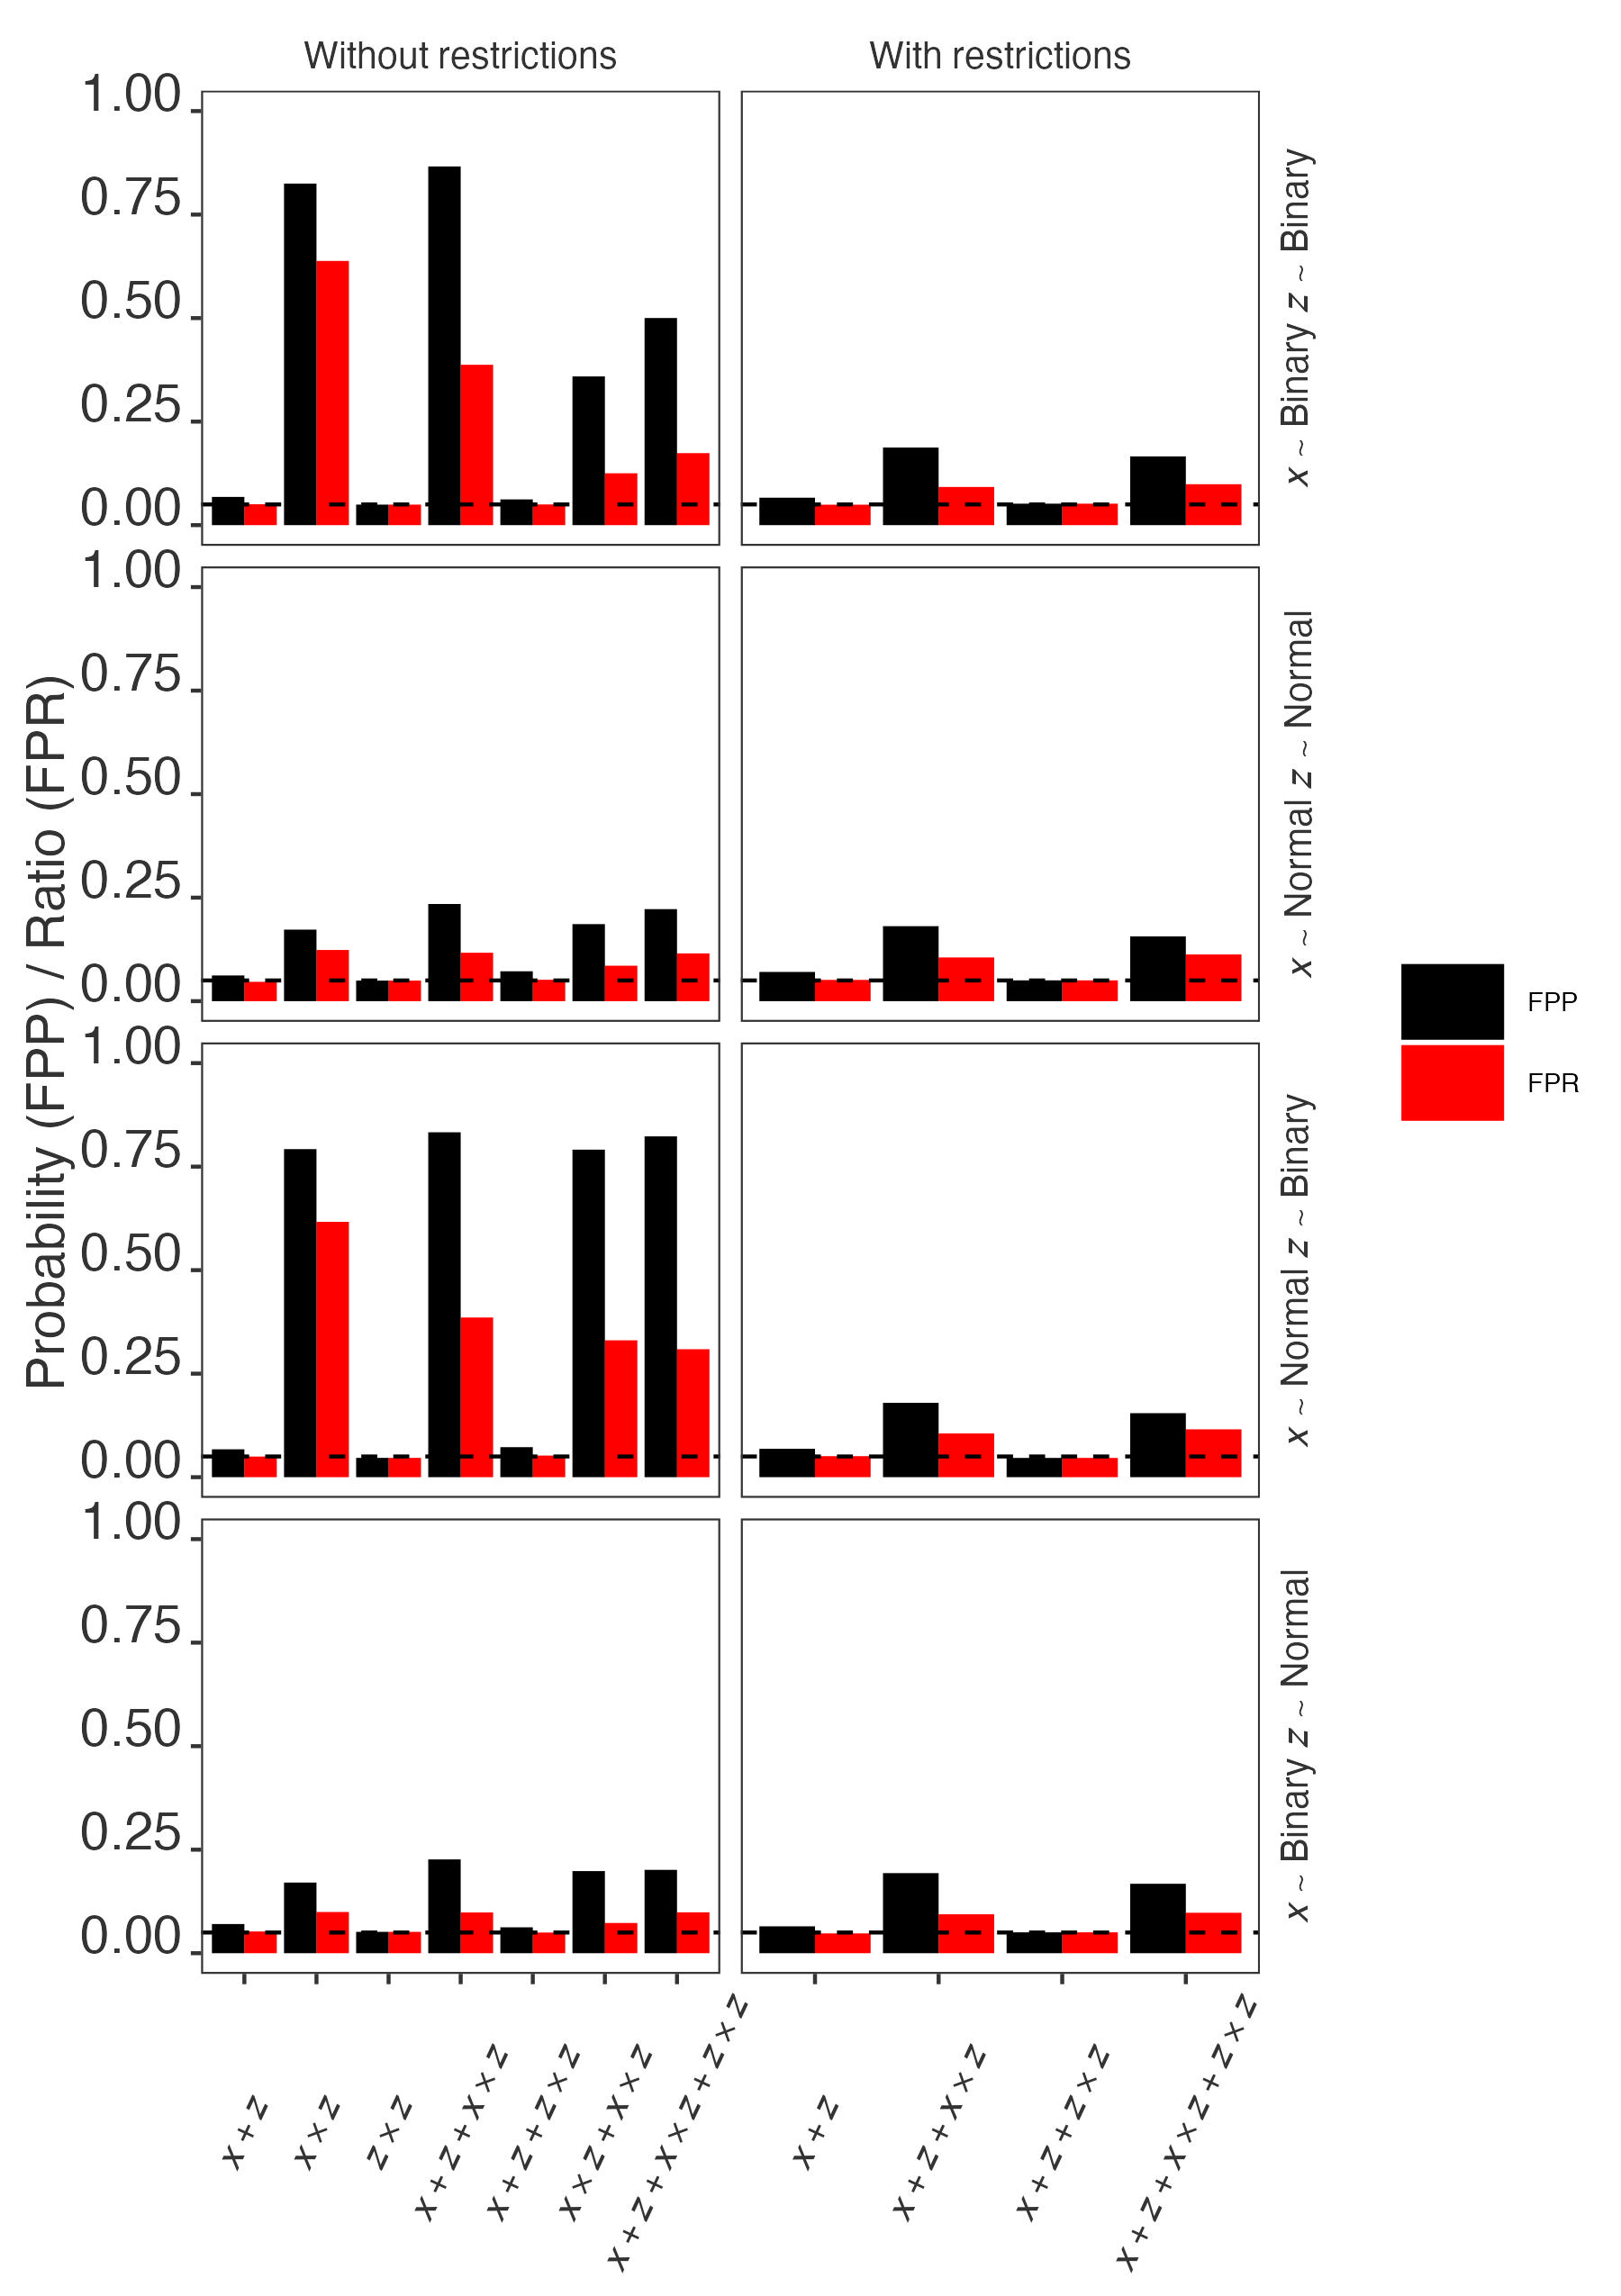 Without restrictions
With restrictions
Probability (FPP) / Ratio (FPR)
1.00
0.75
0.50
0.25
0.00
x ~ Binary z ~ Binary
1.00
0.75
0.50
0.25
0.00
x ~ Normal z ~ Normal
1.00
0.75
0.50
0.25
0.00
x ~ Normal z ~ Binary
1.00
0.75
0.50
0.25
0.00
x ~ Binary z ~ Normal
x + z
x × z
z × z
x + z + x × z
x + z + z × z
x × z + x × z
x + z + x × z + z × z
x + z
x + z + x × z
x + z + z × z
x + z + x × z + z × z
FPP
FPR